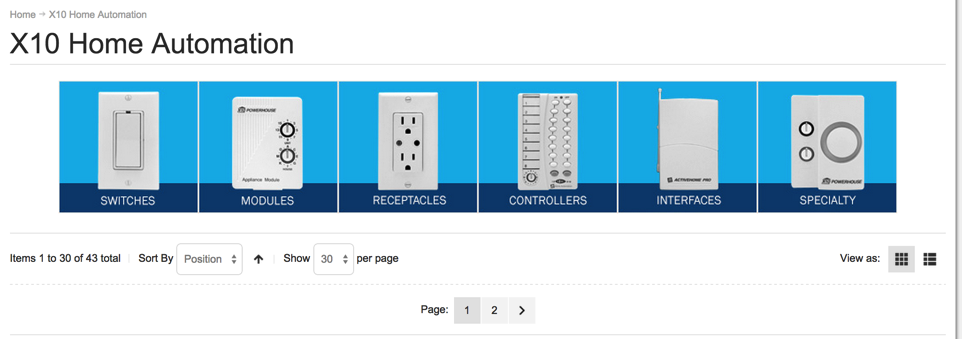 Home → X10 Home Automation
X10 Home Automation
POWERHOUSE
Appliance Module
ACTIVEHOME PRO
POWERHOUSE
SWITCHES
MODULES
RECEPTACLES
CONTROLLERS
INTERFACES
SPECIALTY
Items 1 to 30 of 43 total Sort By Position Show 30 per page View as:
Page: 1 2